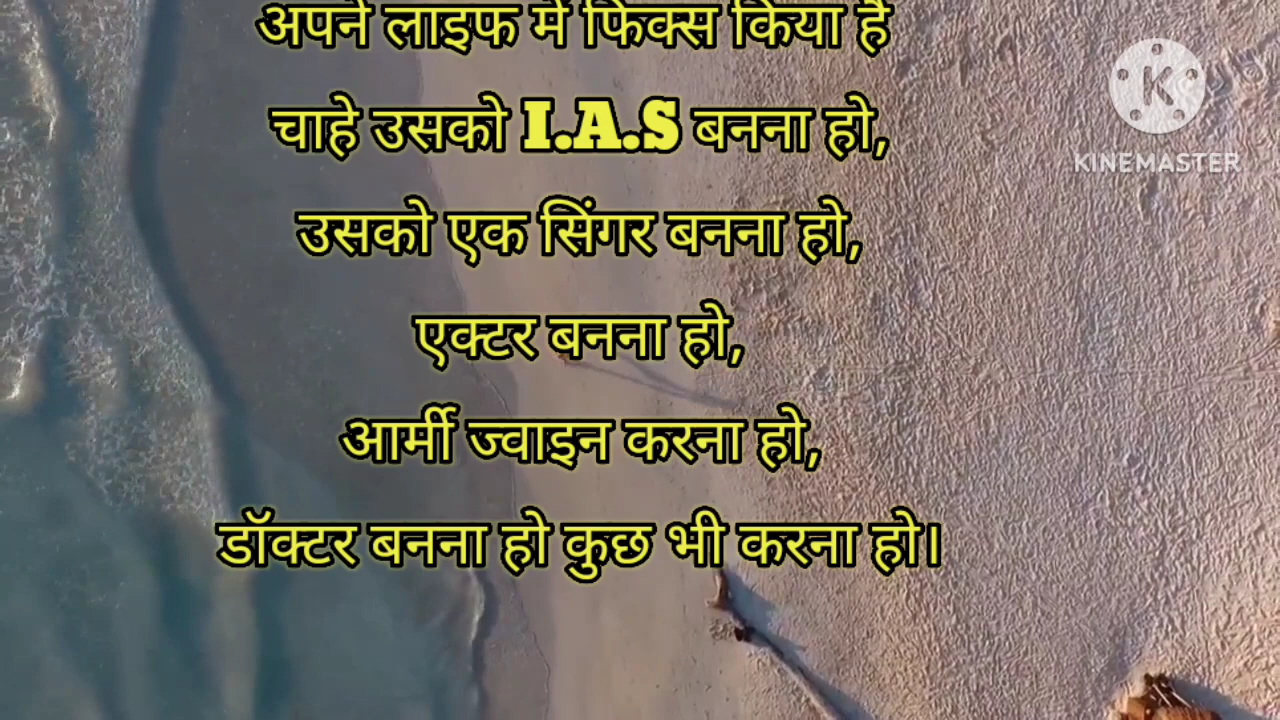 अपने लाइफ में फिक्स किया है
चाहे उसको I.A.S बनना हो,
उसको एक सिंगर बनना हो,
एक्टर बनना हो,
आर्मी ज्वाइन करना हो,
डॉक्टर बनना हो कुछ भी करना हो।
K
KINEMASTER